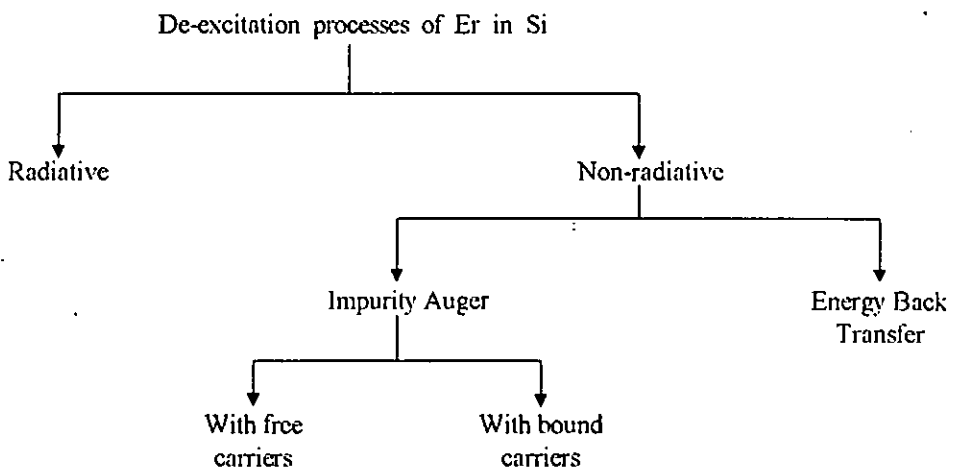 De-excitation processes of Er in Si
Radiative
Non-radiative
Impurity Auger
Energy Back
Transfer
With free
carriers
With bound
carriers